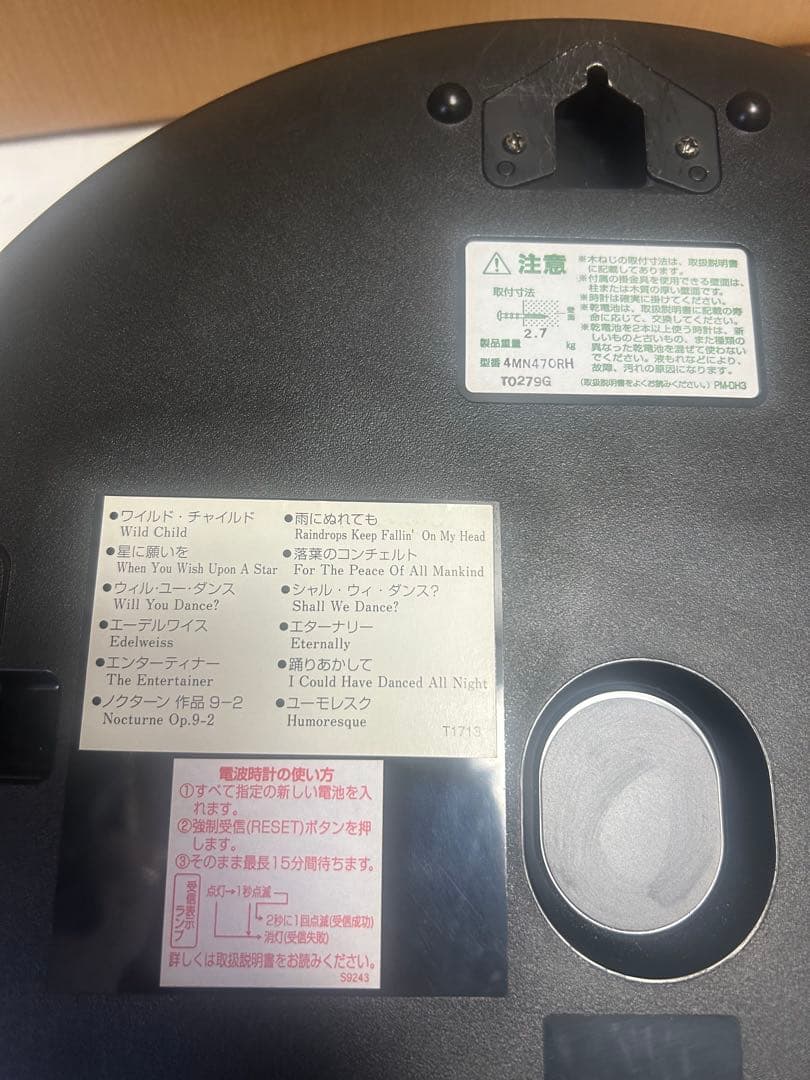 注意
取付寸法
壁面
2.7
製品重量 kg
型番 4MN470RH
T0279G
※木ねじの取付寸法は、取扱説明書
に記載してあります。
※付属の掛金具を使用できる壁面は、
柱または木質の厚い壁面です。
※時計は確実に掛けてください。
※乾電池は、取扱説明書に記載の寿
命に応じて、交換してください。
※乾電池を2本以上使う時計は、新
しいものと古いもの、また種類の
異なった乾電池を混ぜて使わない
でください。液もれなどにより、
故障、汚れの原因になります。
(取扱説明書をよくお読みください。) PM-DH3
●ワイルド・チャイルド
Wild Child
●星に願いを
When You Wish Upon A Star
●ウィル・ユー・ダンス
Will You Dance?
●エーデルワイス
Edelweiss
●エンターティナー
The Entertainer
●ノクターン 作品 9-2
Nocturne Op.9-2
●雨にぬれても
Raindrops Keep Fallin' On My Head
●落葉のコンチェルト
For The Peace Of All Mankind
●シャル・ウィ・ダンス?
Shall We Dance?
●エターナリー
Eternally
●踊りあかして
I Could Have Danced All Night
●ユーモレスク
Humoresque
T1713
電波時計の使い方
①すべて指定の新しい電池を入
れます。
②強制受信(RESET)ボタンを押
します。
③そのまま最長15分間待ちます。
受信表示
ランプ
点灯→1秒点滅
2秒に1回点滅(受信成功)
消灯(受信失敗)
詳しくは取扱説明書をお読みください。
S9243